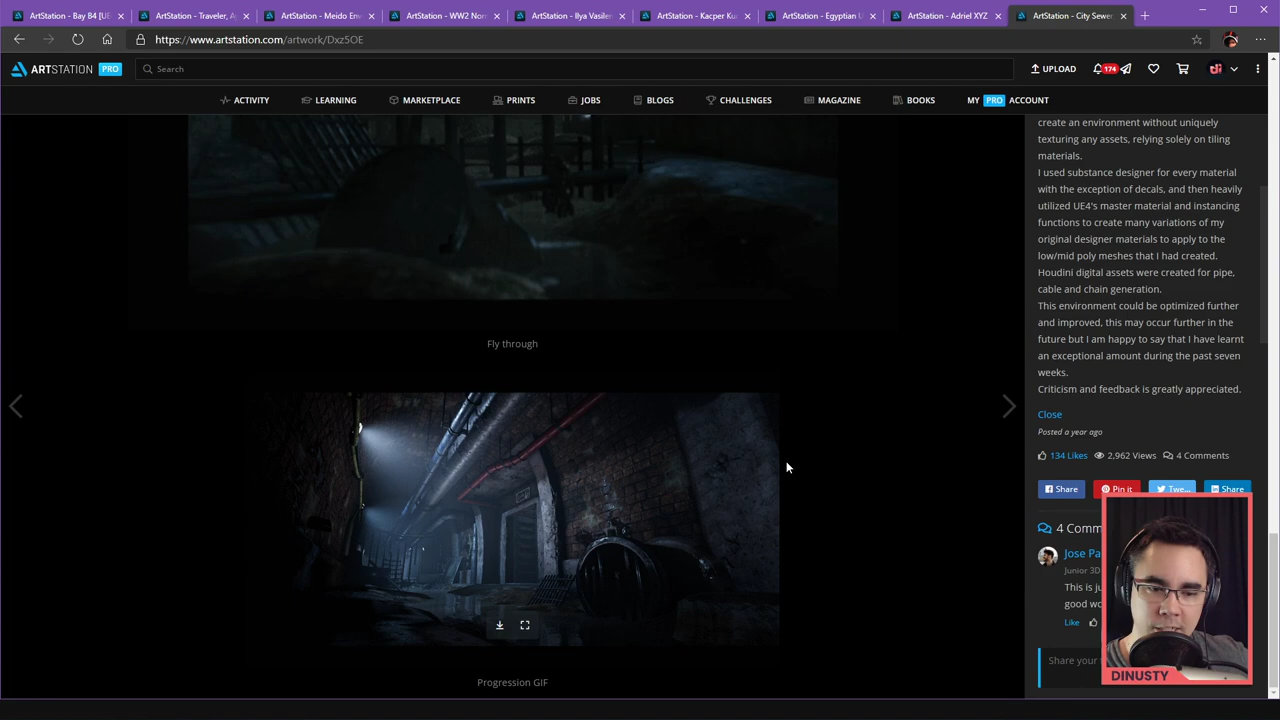 ArtStation - Bay B4 [UE
ArtStation - Traveler, A
ArtStation - Meido Env
ArtStation - WW2 Nor
ArtStation - Ilya Vasile
ArtStation - Kacper Ku
ArtStation - Egyptian U
ArtStation - Adriel XYZ
ArtStation - City Sewer
https://www.artstation.com/artwork/Dxz5OE
ARTSTATION PRO
Search
UPLOAD
174
ACTIVITY
LEARNING
MARKETPLACE
PRINTS
JOBS
BLOGS
CHALLENGES
MAGAZINE
BOOKS
MY PRO ACCOUNT
create an environment without uniquely
texturing any assets, relying solely on tiling
materials.
I used substance designer for every material
with the exception of decals, and then heavily
utilized UE4's master material and instancing
functions to create many variations of my
original designer materials to apply to the
low/mid poly meshes that I had created.
Houdini digital assets were created for pipe,
cable and chain generation.
This environment could be optimized further
and improved, this may occur further in the
future but I am happy to say that I have learnt
an exceptional amount during the past seven
weeks.
Criticism and feedback is greatly appreciated.
Close
Posted a year ago
134 Likes 2,962 Views 4 Comments
Share Pin it Twe... Share
4 Comm
Jose Pa
Junior 3D
This is ju
good wo
Like
Share your
Fly through
Progression GIF
DINUSTY